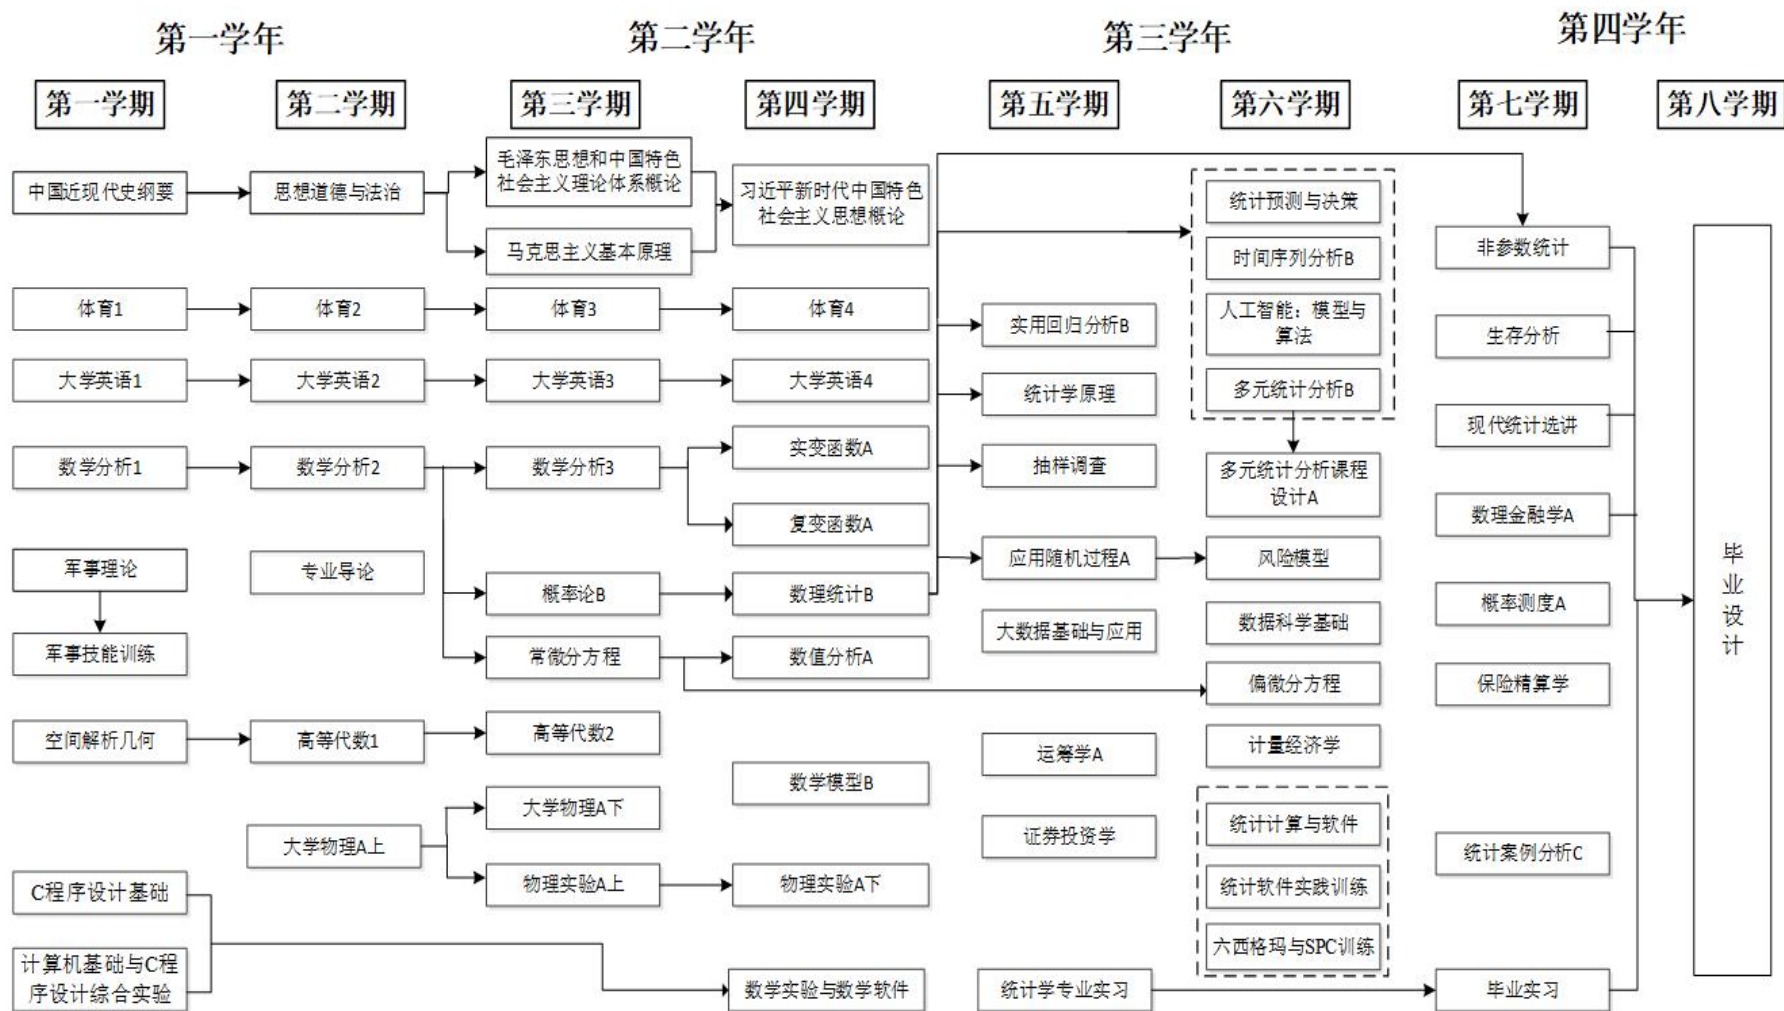 第一学年
第二学年
第三学年
第四学年
第一学期
第二学期
第三学期
第四学期
第五学期
第六学期
第七学期
第八学期
中国近现代史纲要
思想道德与法治
毛泽东思想和中国特色
社会主义理论体系概论
马克思主义基本原理
习近平新时代中国特色
社会主义思想概论
统计预测与决策
时间序列分析B
人工智能：模型与
算法
多元统计分析B
非参数统计
体育1
体育2
体育3
体育4
实用回归分析B
生存分析
大学英语1
大学英语2
大学英语3
大学英语4
统计学原理
现代统计选讲
数学分析1
数学分析2
数学分析3
实变函数A
复变函数A
抽样调查
多元统计分析课程
设计A
数理金融学A
军事理论
专业导论
概率论B
数理统计B
应用随机过程A
风险模型
概率测度A
军事技能训练
常微分方程
数值分析A
大数据基础与应用
数据科学基础
偏微分方程
保险精算学
毕
业
设
计
空间解析几何
高等代数1
高等代数2
运筹学A
计量经济学
数学模型B
大学物理A上
大学物理A下
物理实验A上
物理实验A下
证券投资学
统计计算与软件
统计软件实践训练
六西格玛与SPC训练
统计案例分析C
C程序设计基础
计算机基础与C程
序设计综合实验
数学实验与数学软件
统计学专业实习
毕业实习